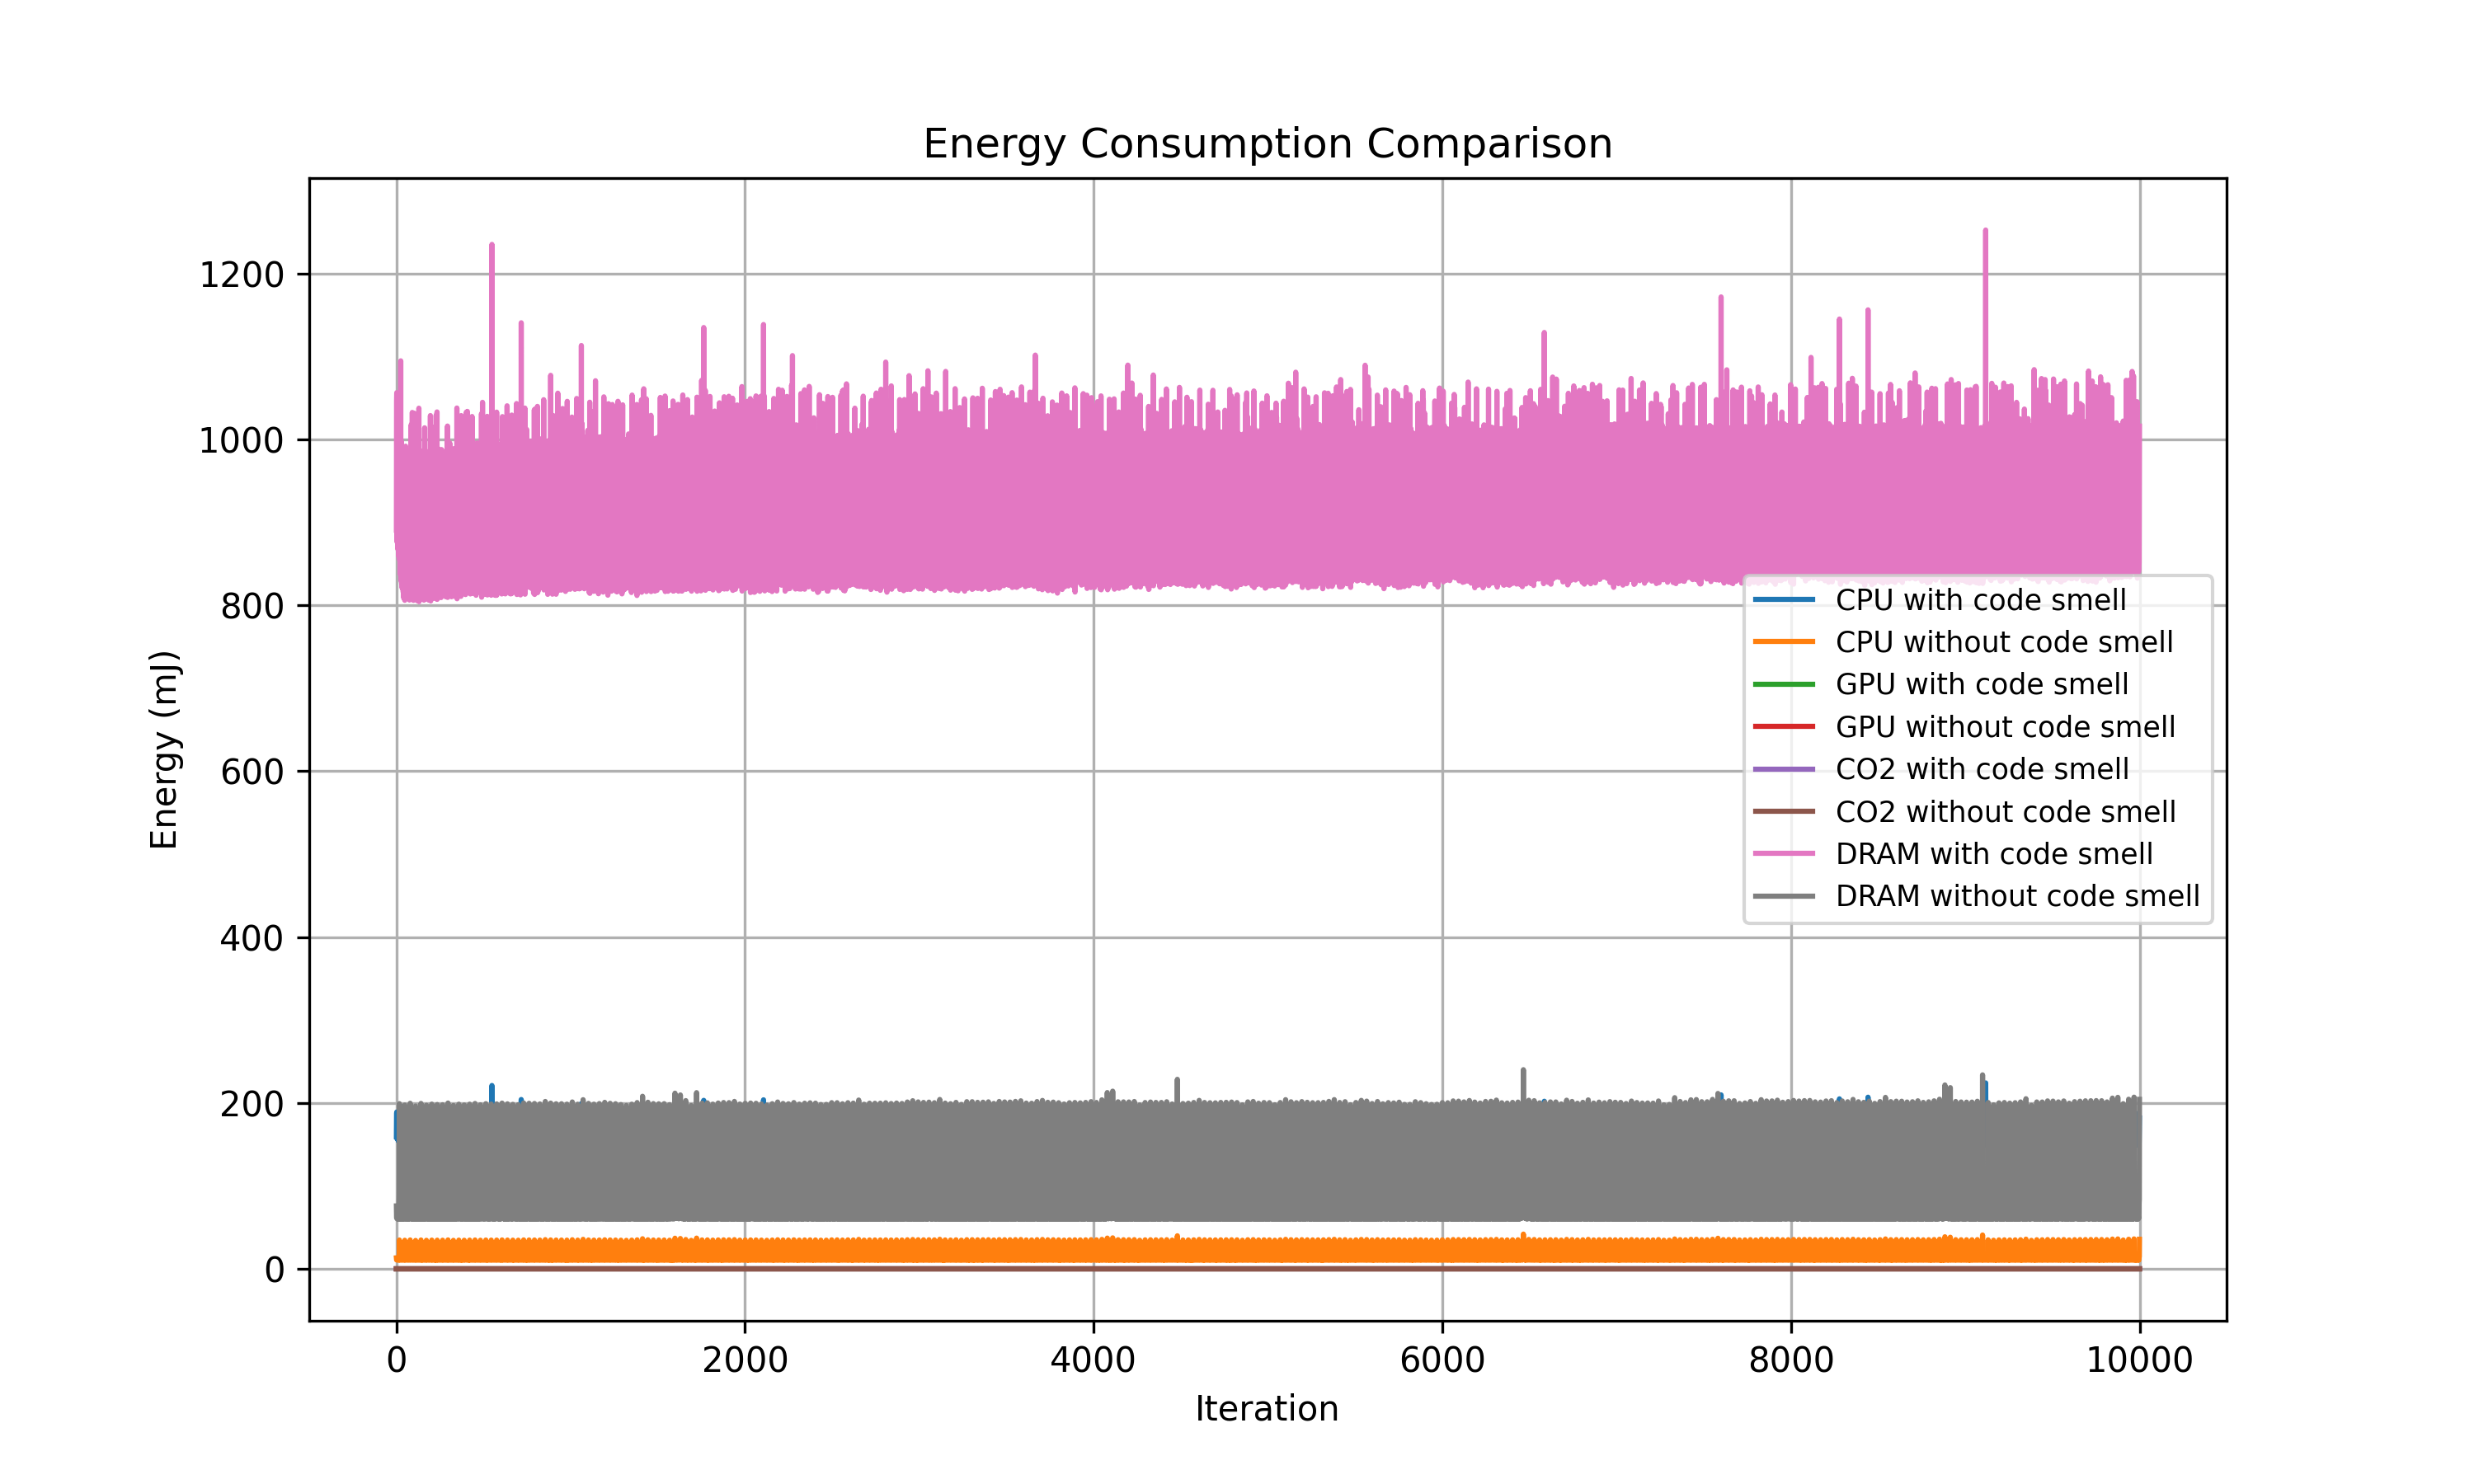 Energy Consumption Comparison
Energy (mJ)
1200
1000
800
600
400
200
0
CPU with code smell
CPU without code smell
GPU with code smell
GPU without code smell
CO2 with code smell
CO2 without code smell
DRAM with code smell
DRAM without code smell
0 2000 4000 6000 8000 10000
Iteration